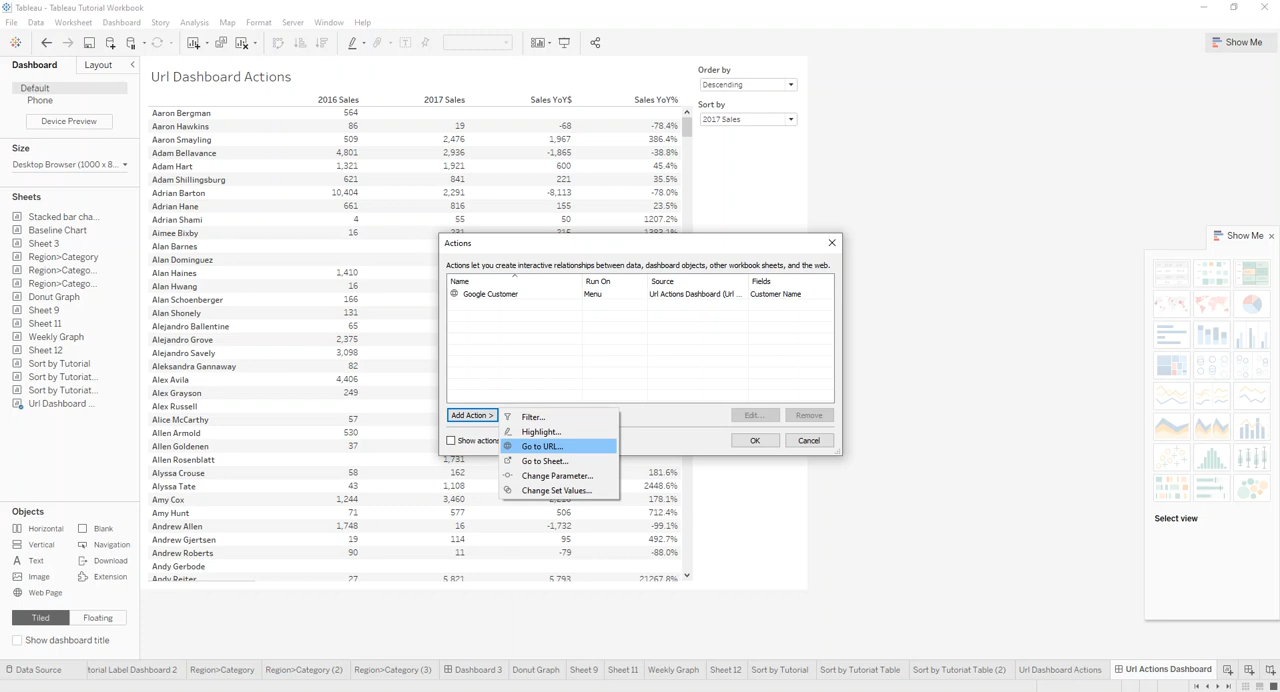 Tableau - Tableau Tutorial Workbook
File Data Worksheet Dashboard Story Analysis Map Format Server Window Help
Show Me
Dashboard Layout
Default
Phone
Device Preview
Size
Desktop Browser (1000 x 8...
Sheets
Stacked bar cha...
Baseline Chart
Sheet 3
Region>Category
Region>Catego...
Region>Catego...
Donut Graph
Sheet 9
Sheet 11
Weekly Graph
Sheet 12
Sort by Tutorial
Sort by Tutoriat...
Sort by Tutoriat...
Url Dashboard ...
Objects
Horizontal Blank
Vertical Navigation
Text Download
Image Extension
Web Page
Tiled Floating
Show dashboard title
Url Dashboard Actions
2016 Sales 2017 Sales Sales YoY$ Sales YoY%
Aaron Bergman 564
Aaron Hawkins 86 19 -68 -78.4%
Aaron Smayling 509 2,476 1,967 386.4%
Adam Bellavance 4,801 2,936 -1,865 -38.8%
Adam Hart 1,321 1,921 600 45.4%
Adam Shillingsburg 621 841 221 35.5%
Adrian Barton 10,404 2,291 -8,113 -78.0%
Adrian Hane 661 816 155 23.5%
Adrian Shami 4 55 50 1207.2%
Aimee Bixby 16
Alan Barnes
Alan Dominguez
Alan Haines 1,410
Alan Hwang 16
Alan Schoenberger 166
Alan Shonely 131
Alejandro Ballentine 65
Alejandro Grove 2,375
Alejandro Savely 3,098
Aleksandra Gannaway 82
Alex Avila 4,406
Alex Grayson 249
Alex Russell
Alice McCarthy 57
Allen Armold 530
Allen Goldenen 37
Allen Rosenblatt 1,731
Alyssa Crouse 58 162 181.6%
Alyssa Tate 43 1,108 2448.6%
Amy Cox 1,244 3,460 178.1%
Amy Hunt 71 577 506 712.4%
Andrew Allen 1,748 16 -1,732 -99.1%
Andrew Gjertsen 19 114 95 492.7%
Andrew Roberts 90 11 -79 -88.0%
Andy Gerbode
Andy Reiter 27 5,821 5,793 21267.8%
Order by
Descending
Sort by
2017 Sales
Actions
Actions let you create interactive relationships between data, dashboard objects, other workbook sheets, and the web.
Name Run On Source Fields
Google Customer Menu Url Actions Dashboard (Url ... Customer Name
Add Action > Edit... Remove
Show actions OK Cancel
Filter...
Highlight...
Go to URL...
Go to Sheet...
Change Parameter...
Change Set Values...
Show Me
Select view
Data Source torial Label Dashboard 2 Region>Category Region>Category (2) Region>Category (3) Dashboard 3 Donut Graph Sheet 9 Sheet 11 Weekly Graph Sheet 12 Sort by Tutorial Sort by Tutoriat Table Sort by Tutoriat Table (2) Url Dashboard Actions Url Actions Dashboard